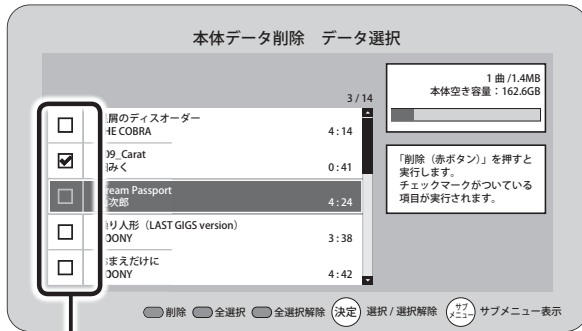 本体データ削除　データ選択
3 / 14
1 曲 /1.4MB
本体空き容量：162.6GB
屑のディスオーダー
HE COBRA
4 : 14
09_Carat
みく
0 : 41
ream Passport
次郎
4 : 24
り人形（LAST GIGS version）
OONY
3 : 38
まえだけに
OONY
4 : 42
「削除（赤ボタン）」を押すと
実行します。
チェックマークがついている
項目が実行されます。
削除 全選択 全選択解除 決定 選択 / 選択解除 サブメニュー サブメニュー表示